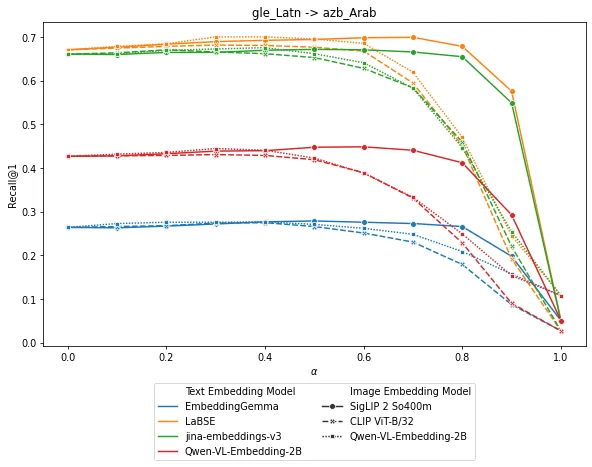 gle_Latn -> azb_Arab
Recall@1
0.7
0.6
0.5
0.4
0.3
0.2
0.1
0.0
0.0 0.2 0.4 0.6 0.8 1.0
α
Text Embedding Model
EmbeddingGemma
LaBSE
jina-embeddings-v3
Qwen-VL-Embedding-2B
Image Embedding Model
SigLIP 2 So400m
CLIP ViT-B/32
Qwen-VL-Embedding-2B